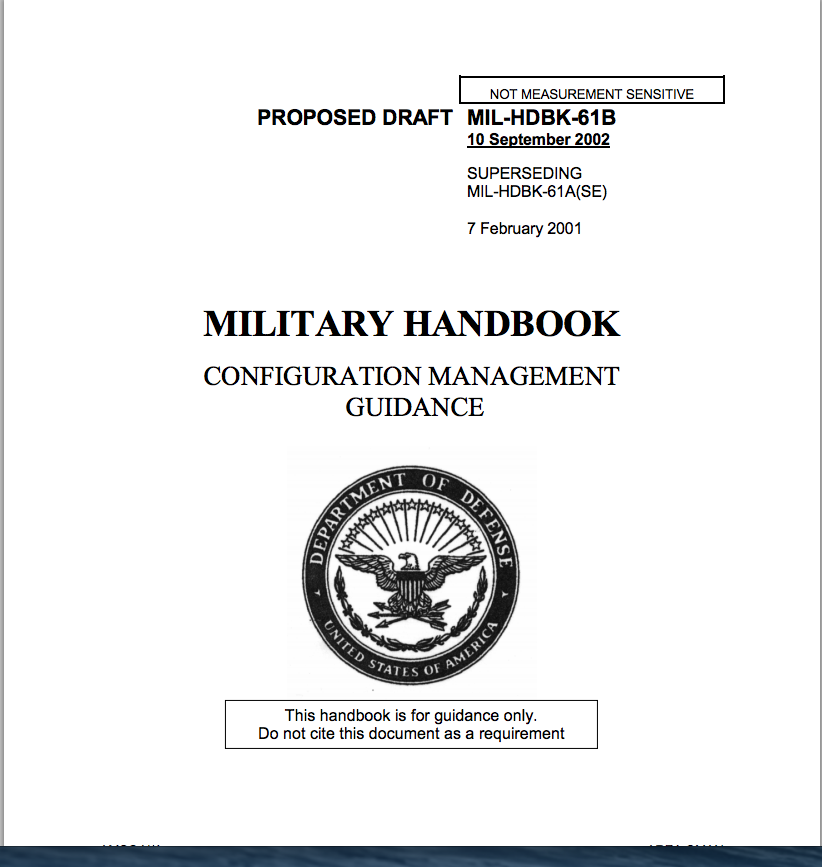 NOT MEASUREMENT SENSITIVE
PROPOSED DRAFT MIL-HDBK-61B
10 September 2002
SUPERSEDING
MIL-HDBK-61A(SE)
7 February 2001
MILITARY HANDBOOK
CONFIGURATION MANAGEMENT
GUIDANCE
DEPARTMENT OF DEFENSE
UNITED STATES OF AMERICA
This handbook is for guidance only.
Do not cite this document as a requirement